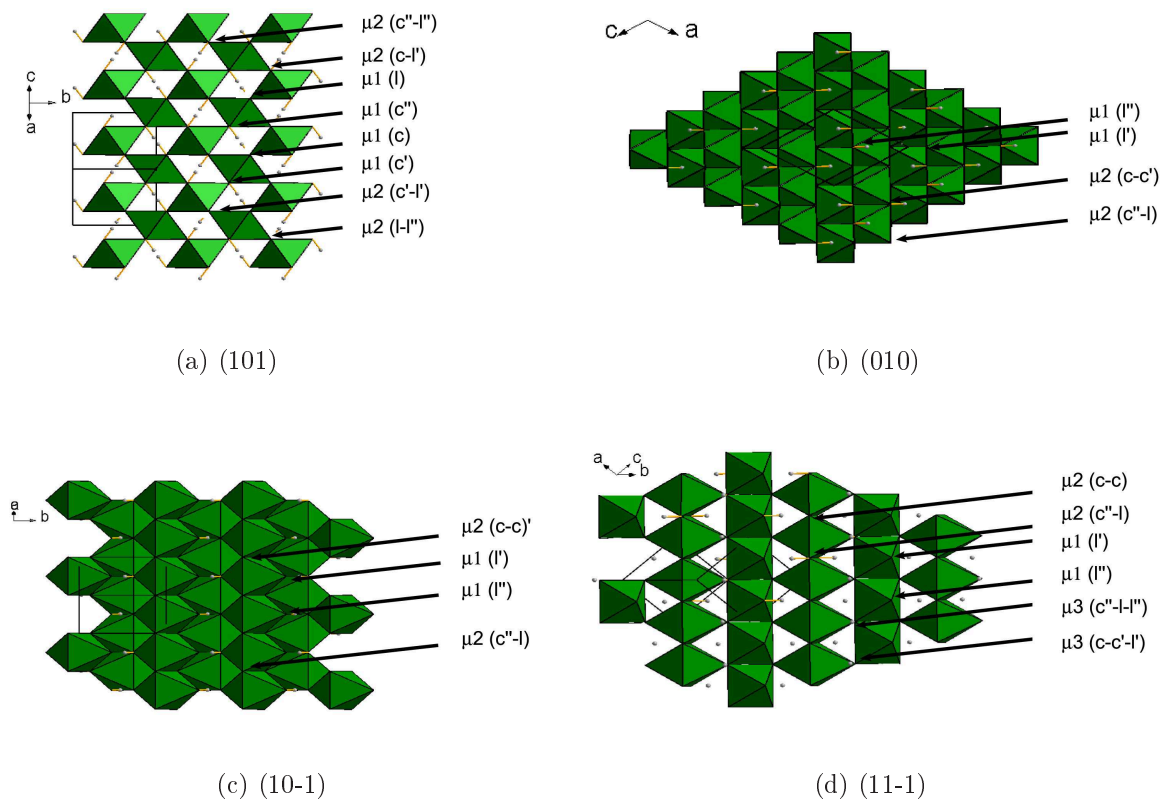 μ2 (c"-l")
μ2 (c-l')
μ1 (l)
μ1 (c")
μ1 (c)
μ1 (c')
μ2 (c'-l')
μ2 (l-l")
c
b
a
(a) (101)
c a
μ1 (l")
μ1 (l')
μ2 (c-c')
μ2 (c"-l)
(b) (010)
a
b
μ2 (c-c)'
μ1 (l')
μ1 (l")
μ2 (c"-l)
(c) (10-1)
a c
b
μ2 (c-c)
μ2 (c"-l)
μ1 (l')
μ1 (l")
μ3 (c"-l-l")
μ3 (c-c'-l')
(d) (11-1)